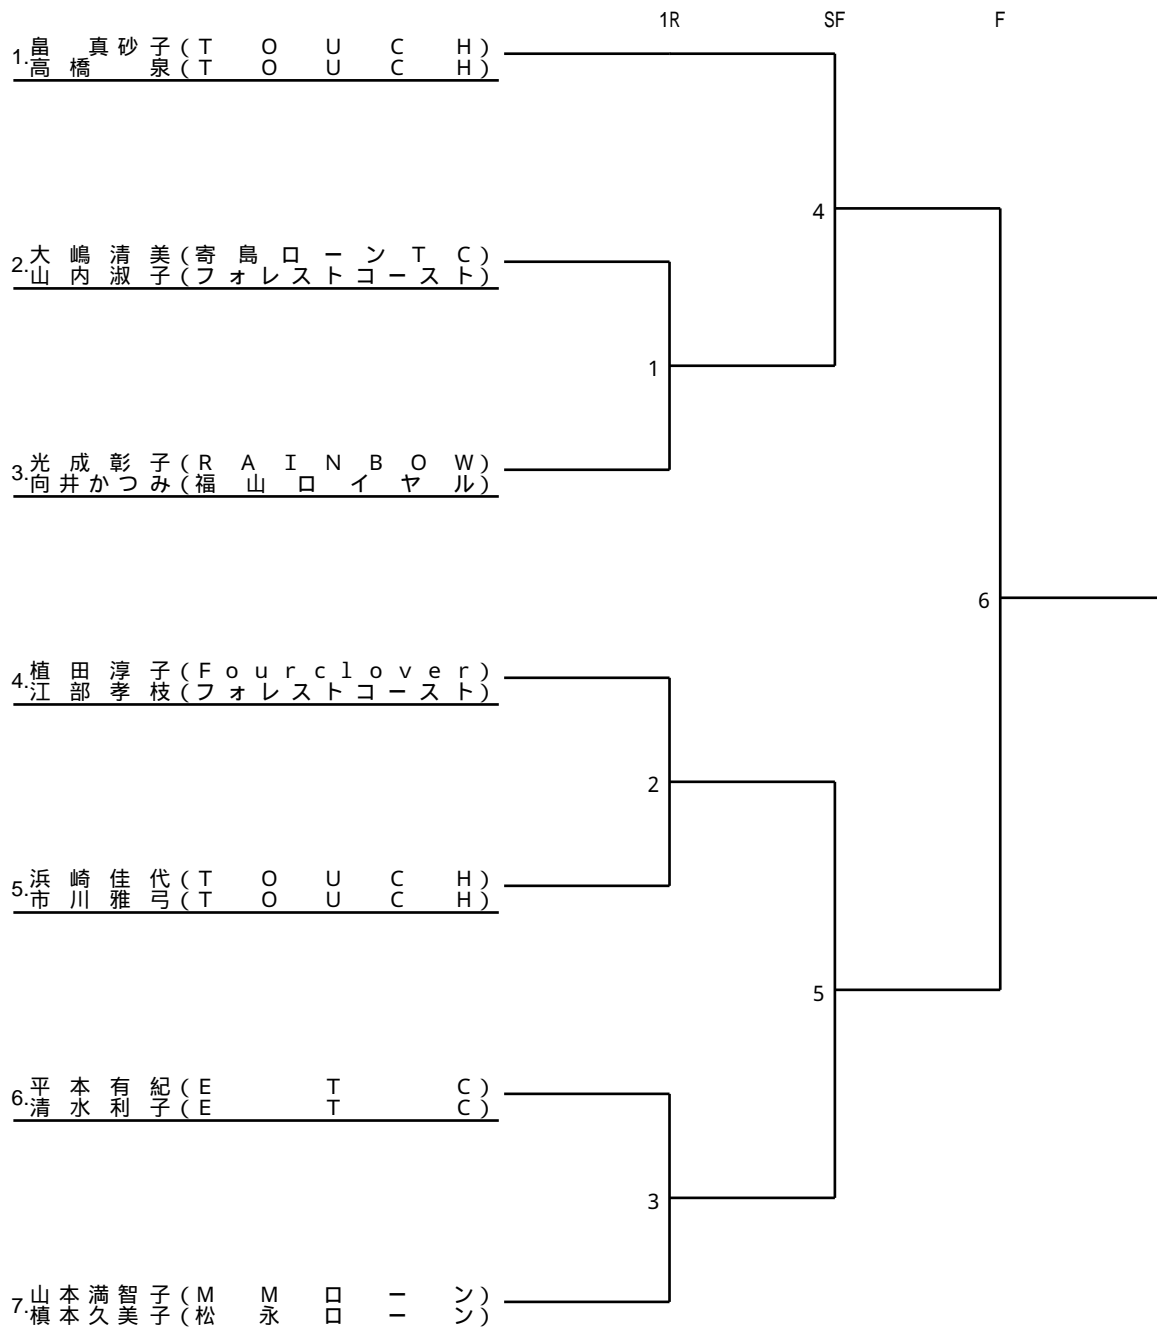 1R SF F
1. 畠 真砂子(TOUCH)
高橋 泉(TOUCH)
4
2. 大嶋清美(寄島ローンTC)
山内淑子(フォレストコースト)
1
3. 光成彰子(RAINBOW)
向井かつみ(福山ロイヤル)
6
4. 植田淳子(Fourclover)
江部孝枝(フォレストコースト)
2
5. 浜崎佳代(TOUCH)
市川雅弓(TOUCH)
5
6. 平本有紀(ETC)
清水利子(ETC)
3
7. 山本満智子(MMローン)
槙本久美子(松永ローン)